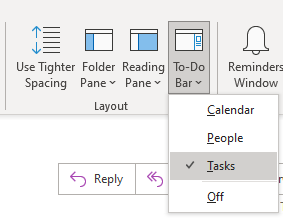 Use Tighter Spacing
Folder Pane
Reading Pane
To-Do Bar
Reminders Window
Layout
Calendar
People
Tasks
Off
Reply